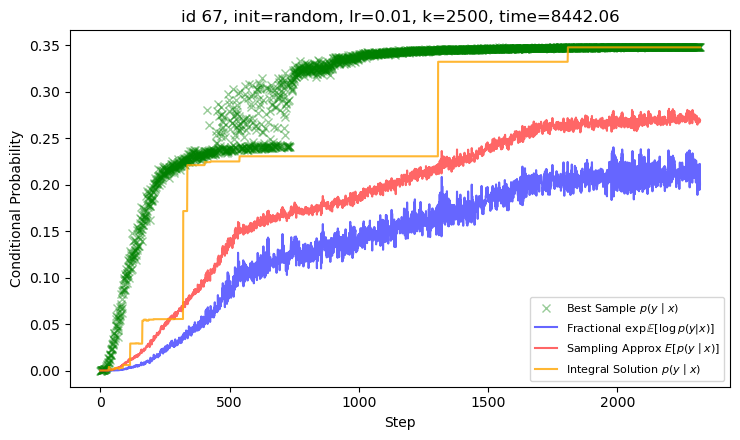 id 67, init=random, lr=0.01, k=2500, time=8442.06
0.35
0.30
0.25
0.20
0.15
0.10
0.05
0.00
Conditional Probability
0
500
1000
1500
2000
Step
Best Sample p(y | x)
Fractional exp𝔼[log p(y|x)]
Sampling Approx E[p(y | x)]
Integral Solution p(y | x)